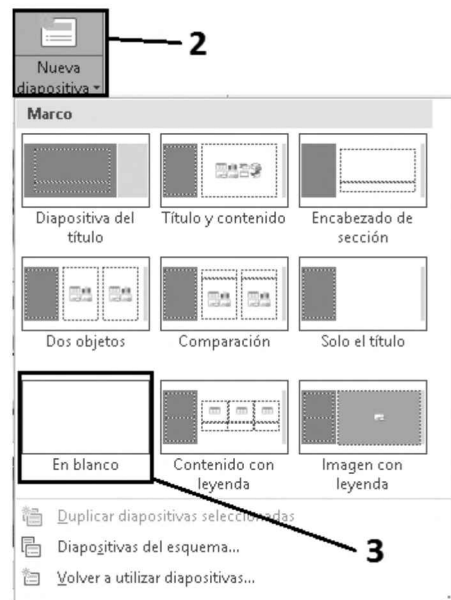 2
Nueva
diapositiva
Marco
Diapositiva del
título
Título y contenido
Encabezado de
sección
Dos objetos
Comparación
Solo el título
En blanco
Contenido con
leyenda
Imagen con
leyenda
Duplicar diapositivas seleccionadas
Diapositivas del esquema...
3
Volver a utilizar diapositivas...